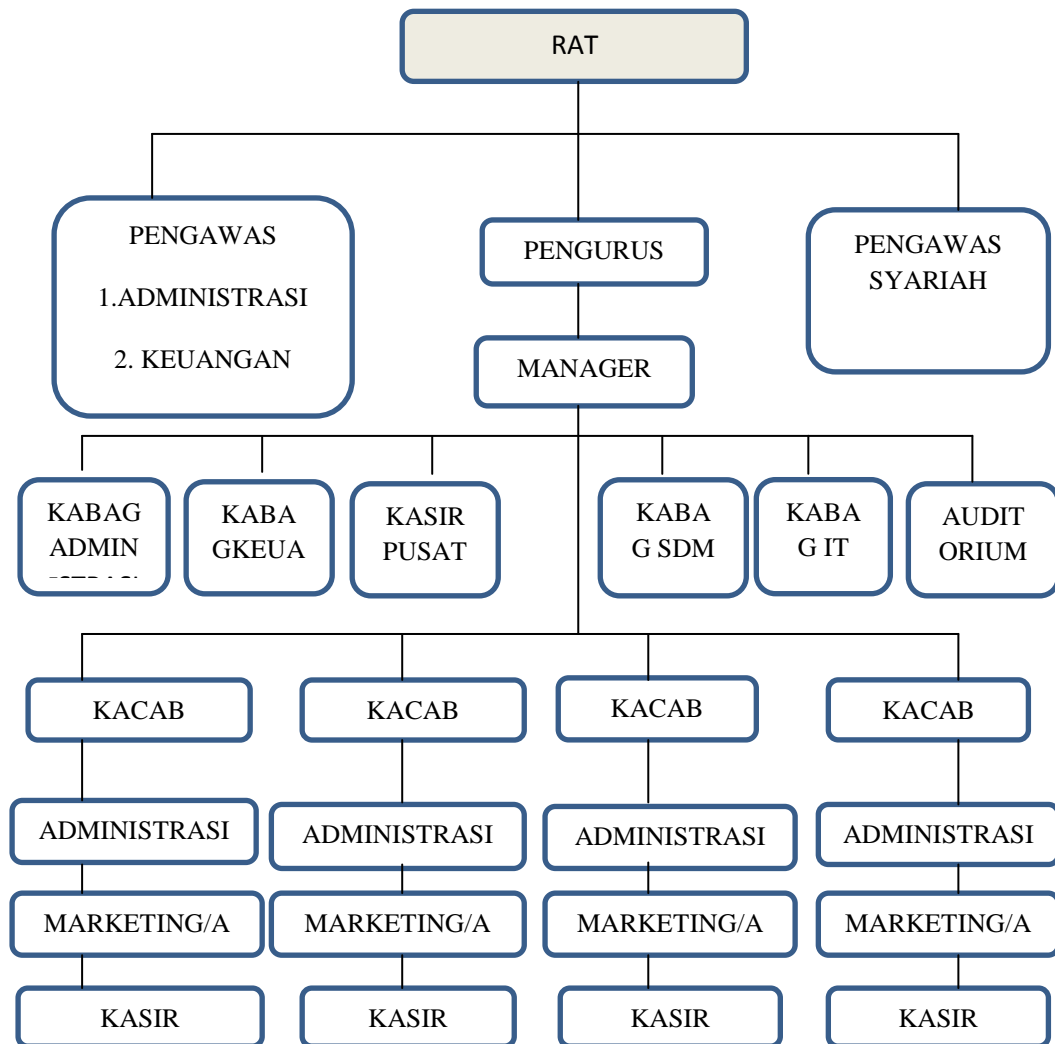 RAT
PENGAWAS
1.ADMINISTRASI
2. KEUANGAN
PENGURUS
PENGAWAS
SYARIAH
MANAGER
KABAG
ADMIN
KABA
GKEUA
KASIR
PUSAT
KABA
G SDM
KABA
G IT
AUDIT
ORIUM
KACAB
KACAB
KACAB
KACAB
ADMINISTRASI
ADMINISTRASI
ADMINISTRASI
ADMINISTRASI
MARKETING/A
MARKETING/A
MARKETING/A
MARKETING/A
KASIR
KASIR
KASIR
KASIR